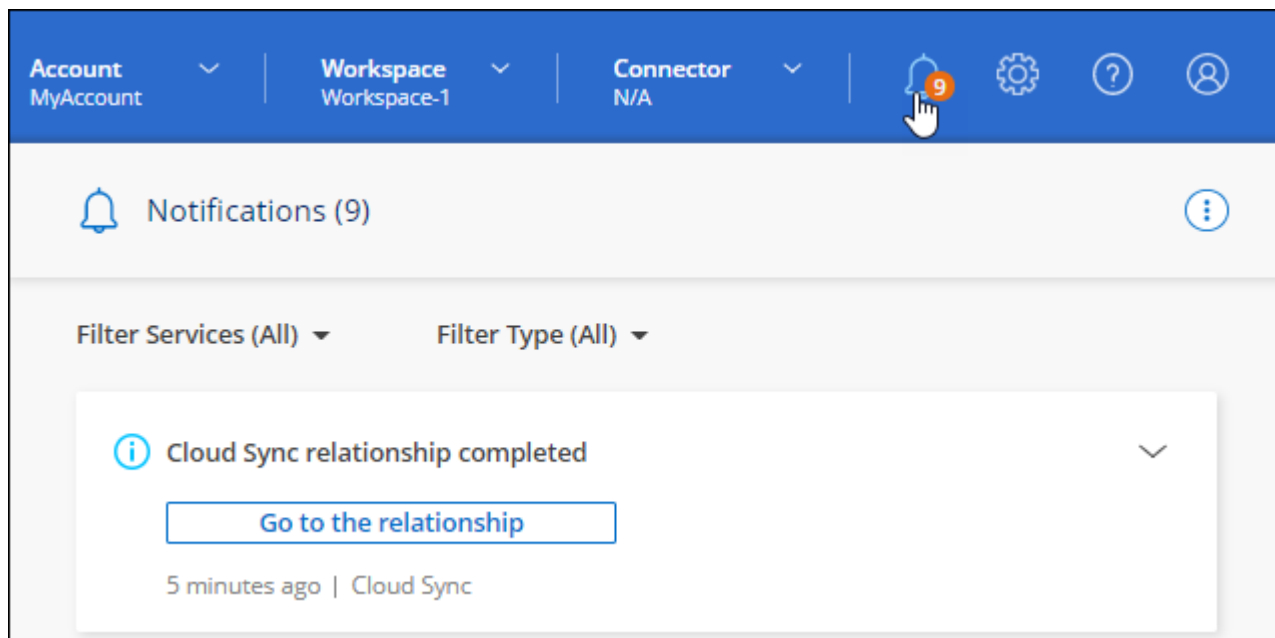 Account Workspace Connector
MyAccount Workspace-1 N/A 9
Notifications (9)
Filter Services (All) Filter Type (All)
Cloud Sync relationship completed
Go to the relationship
5 minutes ago | Cloud Sync